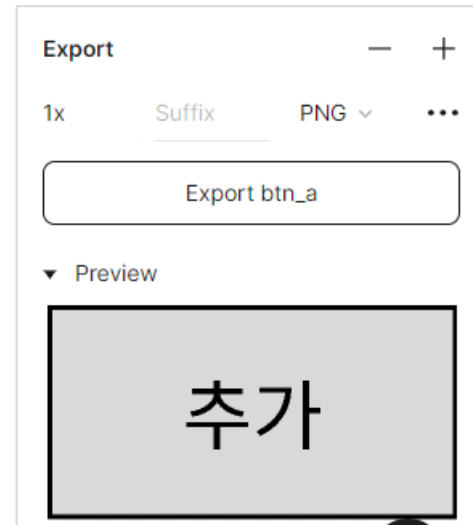 Export
1x Suffix PNG
Export btn_a
Preview
추가